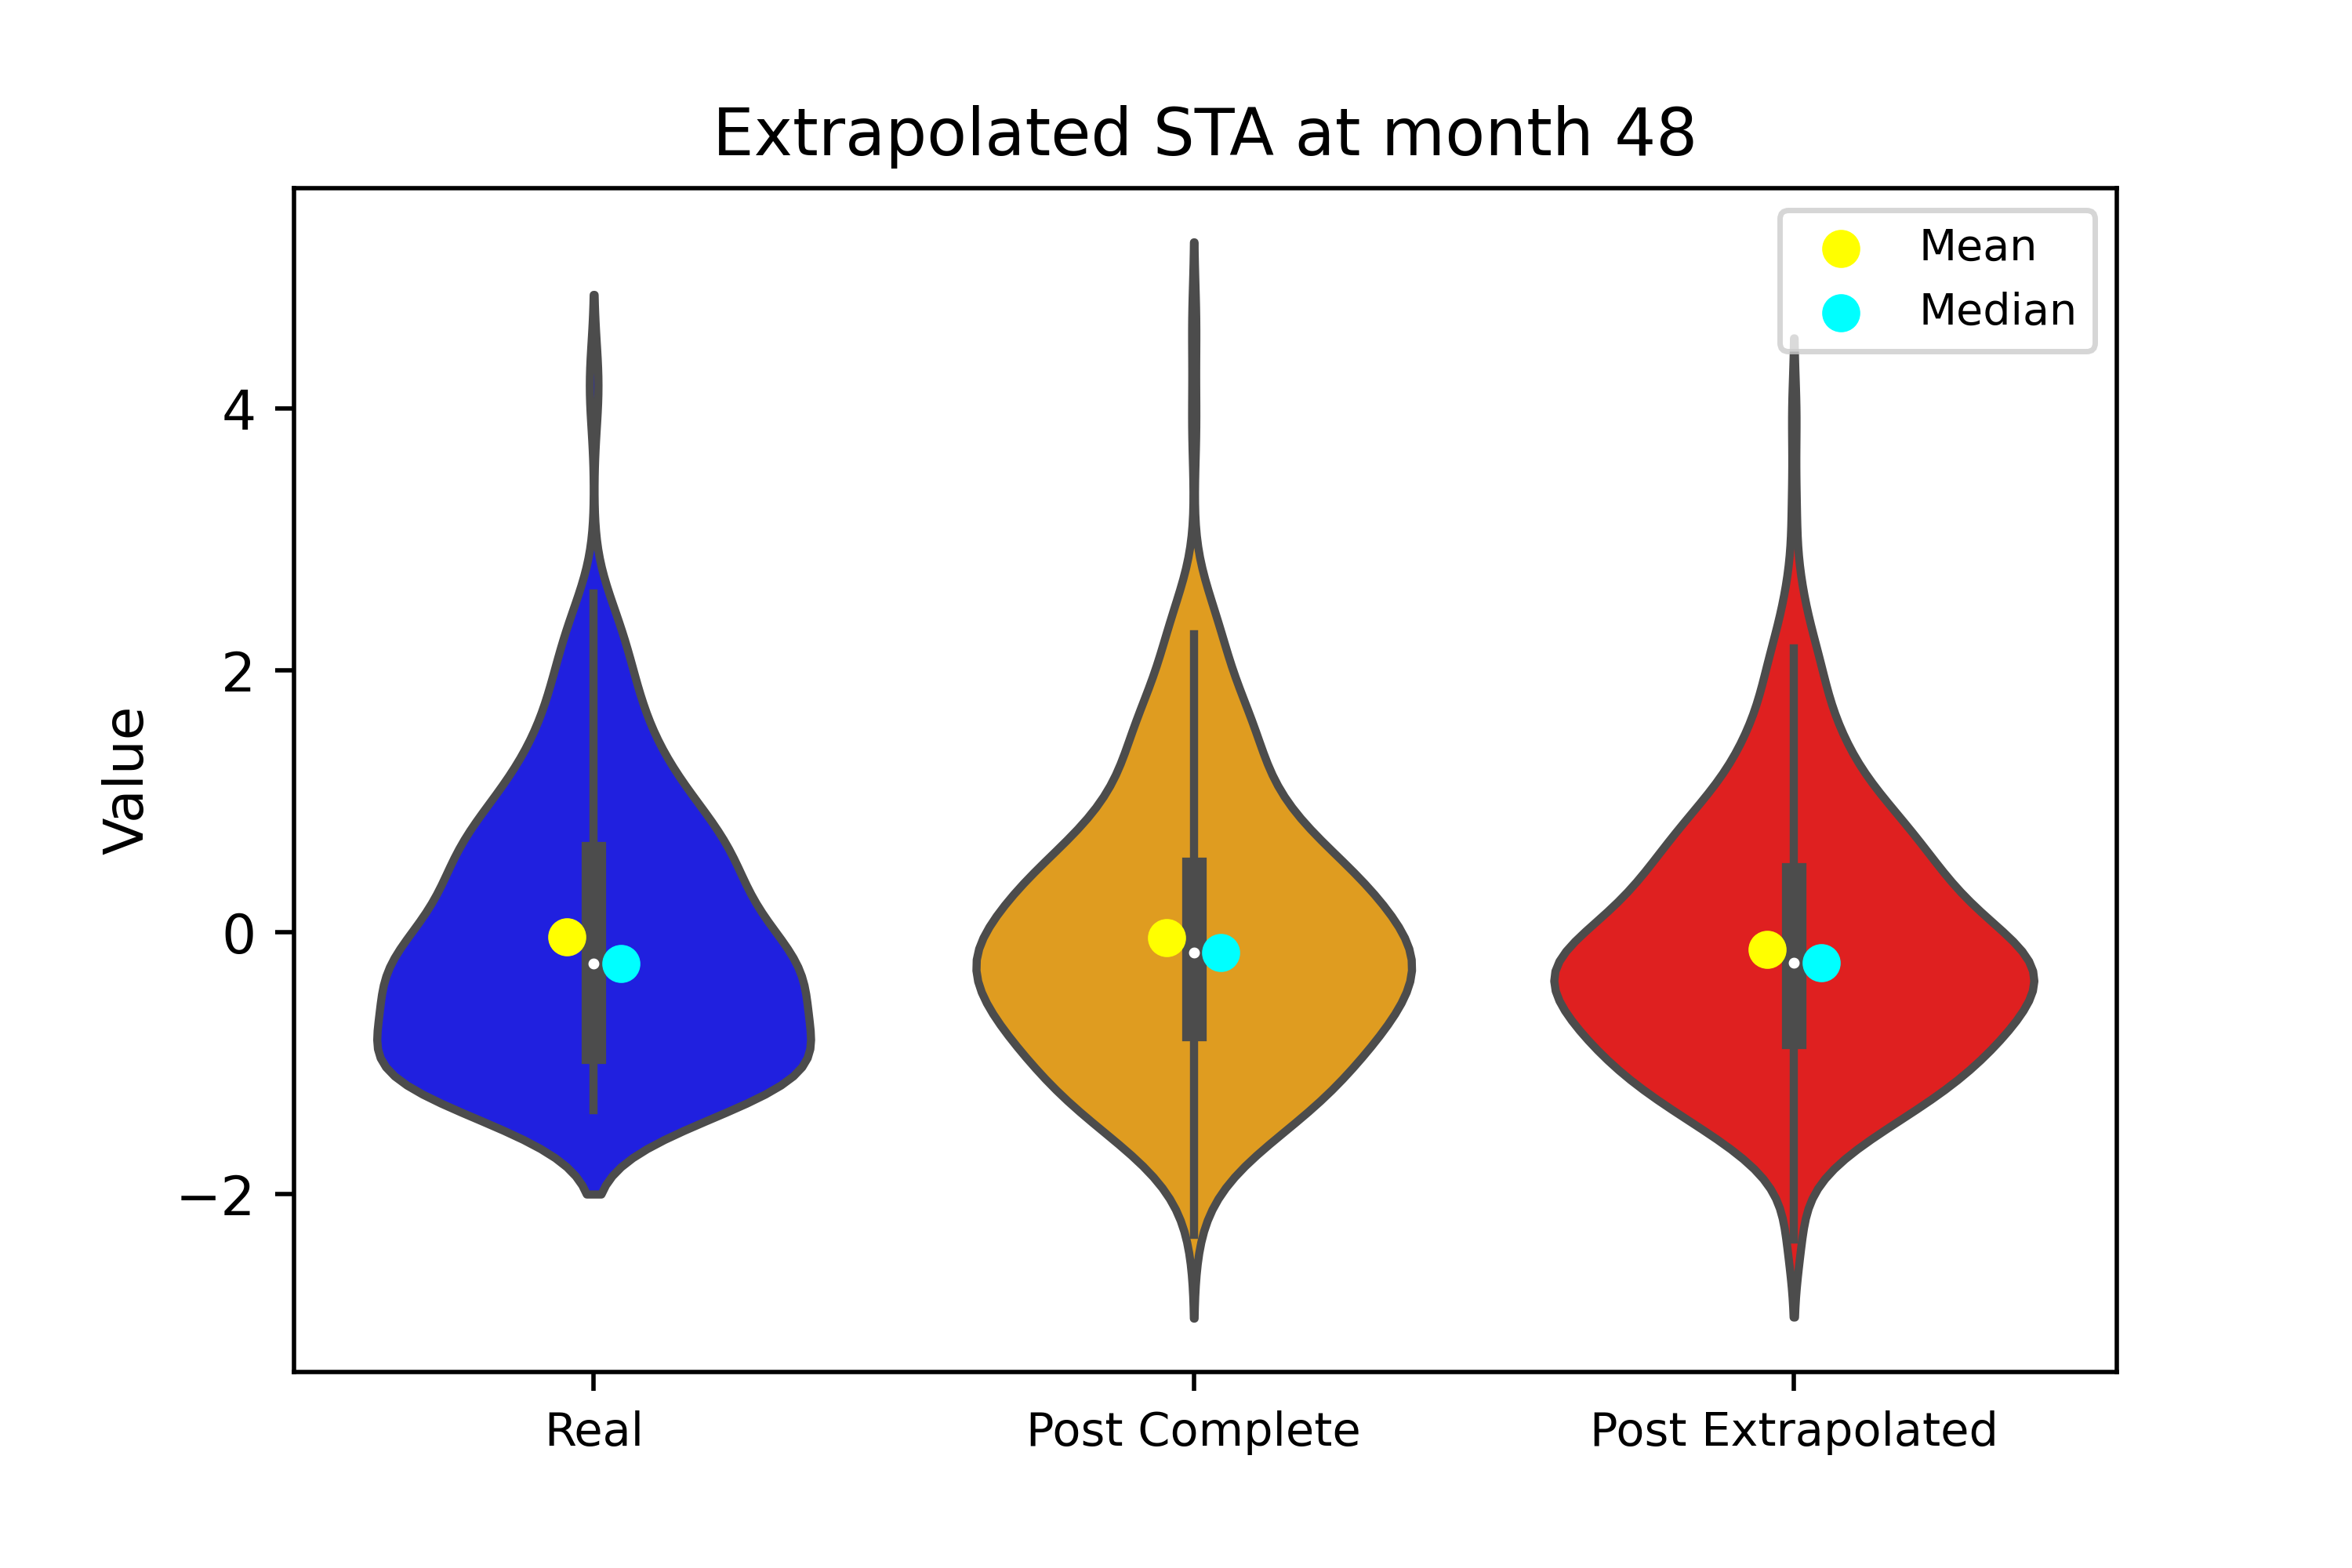 Extrapolated STA at month 48
Mean
Median
4
2
0
−2
Value
Real
Post Complete
Post Extrapolated